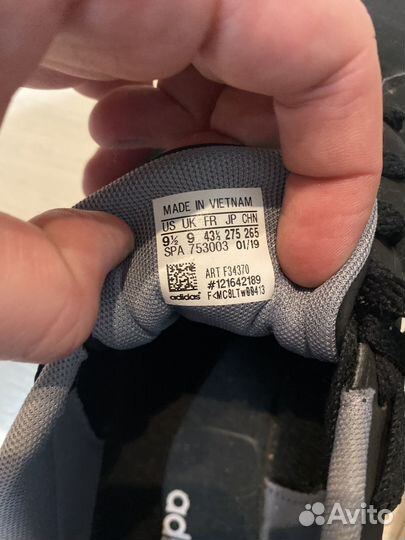 MADE IN VIETNAM
US UK FR JP CHN
9½ 9 43⅓ 275 265
SPA 753003 01/19
ART F34370
#121642189
adidas
adi
Avito